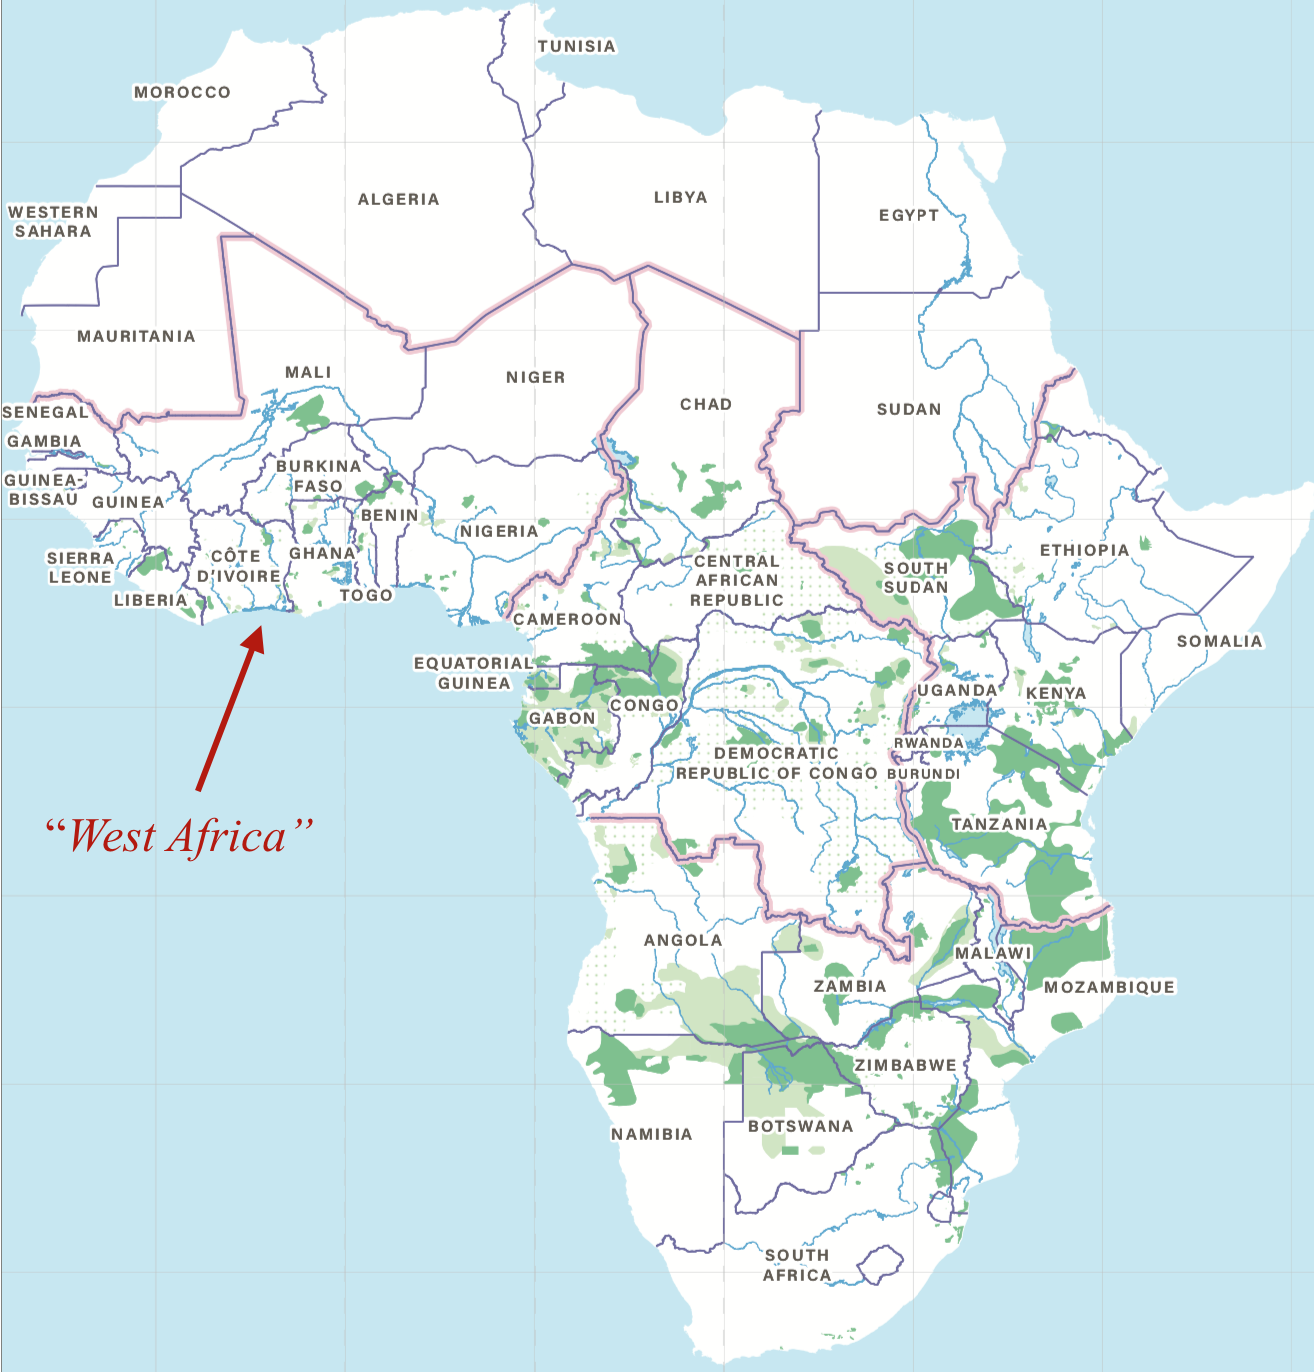 TUNISIA
MOROCCO
ALGERIA
LIBYA
EGYPT
WESTERN
SAHARA
MAURITANIA
MALI
NIGER
CHAD
SUDAN
SENEGAL
GAMBIA
GUINEA-
BISSAU
GUINEA
BURKINA
FASO
BENIN
NIGERIA
SIERRA
LEONE
CÔTE
D'IVOIRE
GHANA
LIBERIA
TOGO
CENTRAL
AFRICAN
REPUBLIC
SOUTH
SUDAN
ETHIOPIA
CAMEROON
SOMALIA
EQUATORIAL
GUINEA
GABON
CONGO
UGANDA
KENYA
RWANDA
DEMOCRATIC
REPUBLIC OF CONGO
BURUNDI
TANZANIA
“West Africa”
ANGOLA
MALAWI
ZAMBIA
MOZAMBIQUE
ZIMBABWE
NAMIBIA
BOTSWANA
SOUTH
AFRICA